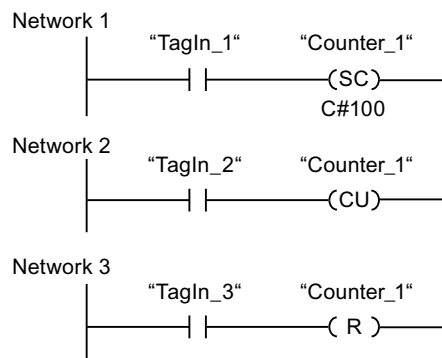 Network 1
“TagIn_1“ “Counter_1“
(SC)
C#100
Network 2
“TagIn_2“ “Counter_1“
(CU)
Network 3
“TagIn_3“ “Counter_1“
( R )